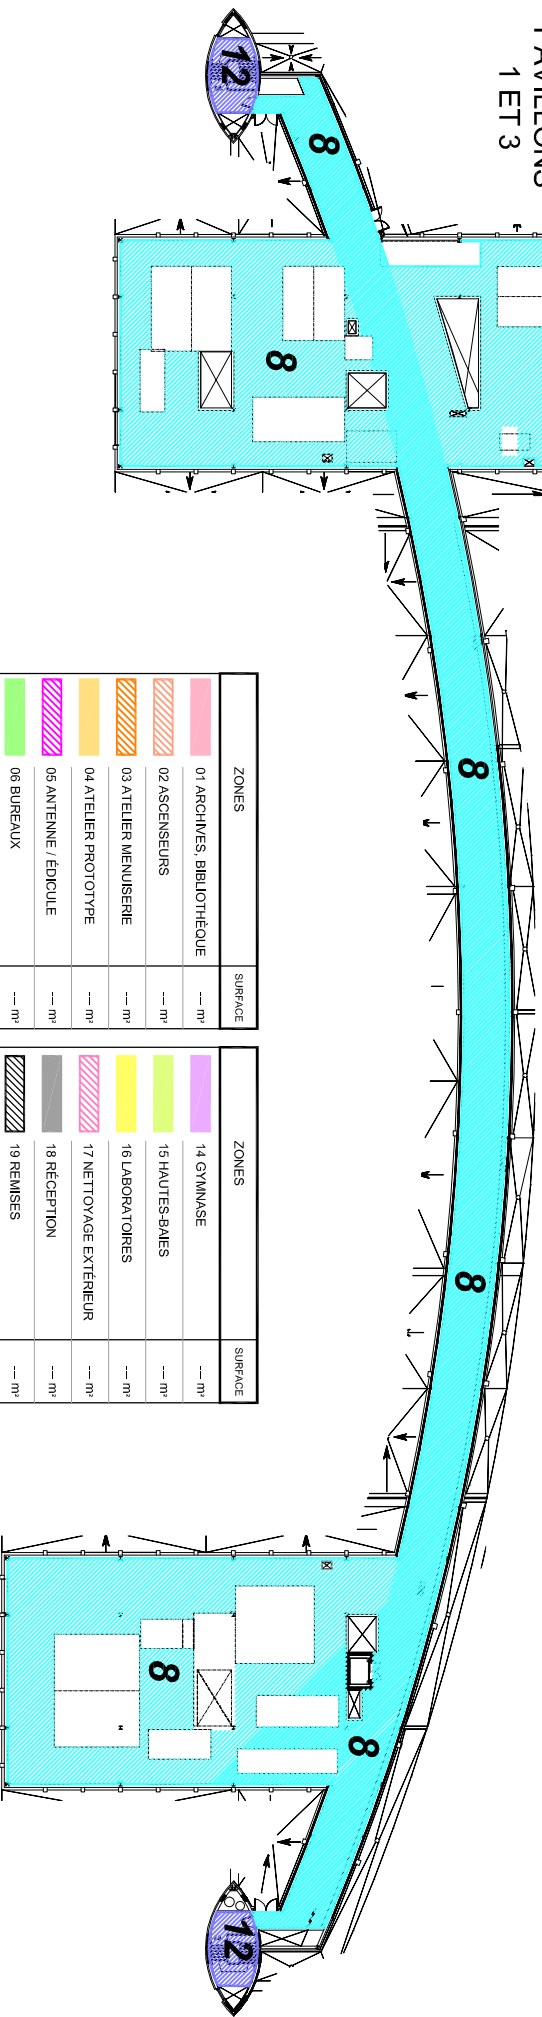 1 ET 3
12
8
8
8
8
8
8
12
ZONES
SURFACE
01 ARCHIVES, BIBLIOTHÈQUE
--- m²
02 ASCENSEURS
--- m²
03 ATELIER MENUISERIE
--- m²
04 ATELIER PROTOTYPE
--- m²
05 ANTENNE / ÉDICULE
--- m²
06 BUREAUX
--- m²
ZONES
SURFACE
14 GYMNASE
--- m²
15 HAUTES-BAIES
--- m²
16 LABORATOIRES
--- m²
17 NETTOYAGE EXTÉRIEUR
--- m²
18 RÉCEPTION
--- m²
19 REMISES
--- m²